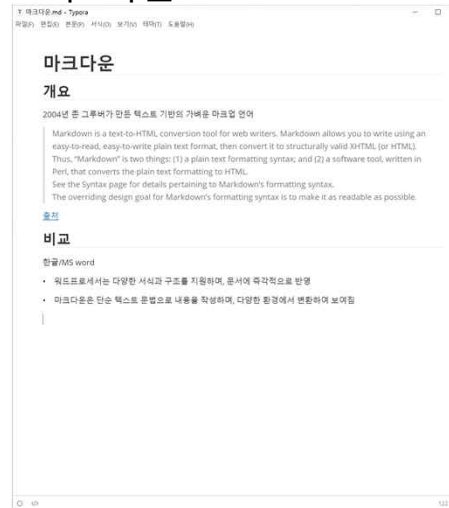 T 마크다운.md - Typora
파일(F) 편집(E) 본문(P) 서식(O) 보기(V) 테마(T) 도움말(H)
마크다운
개요
2004년 존 그루버가 만든 텍스트 기반의 가벼운 마크업 언어
Markdown is a text-to-HTML conversion tool for web writers. Markdown allows you to write using an
easy-to-read, easy-to-write plain text format, then convert it to structurally valid XHTML (or HTML).
Thus, “Markdown” is two things: (1) a plain text formatting syntax; and (2) a software tool, written in
Perl, that converts the plain text formatting to HTML.
See the Syntax page for details pertaining to Markdown’s formatting syntax.
The overriding design goal for Markdown’s formatting syntax is to make it as readable as possible.
출처
비교
한글/MS word
• 워드프로세서는 다양한 서식과 구조를 지원하며, 문서에 즉각적으로 반영
• 마크다운은 단순 텍스트 문법으로 내용을 작성하며, 다양한 환경에서 변환하여 보여짐